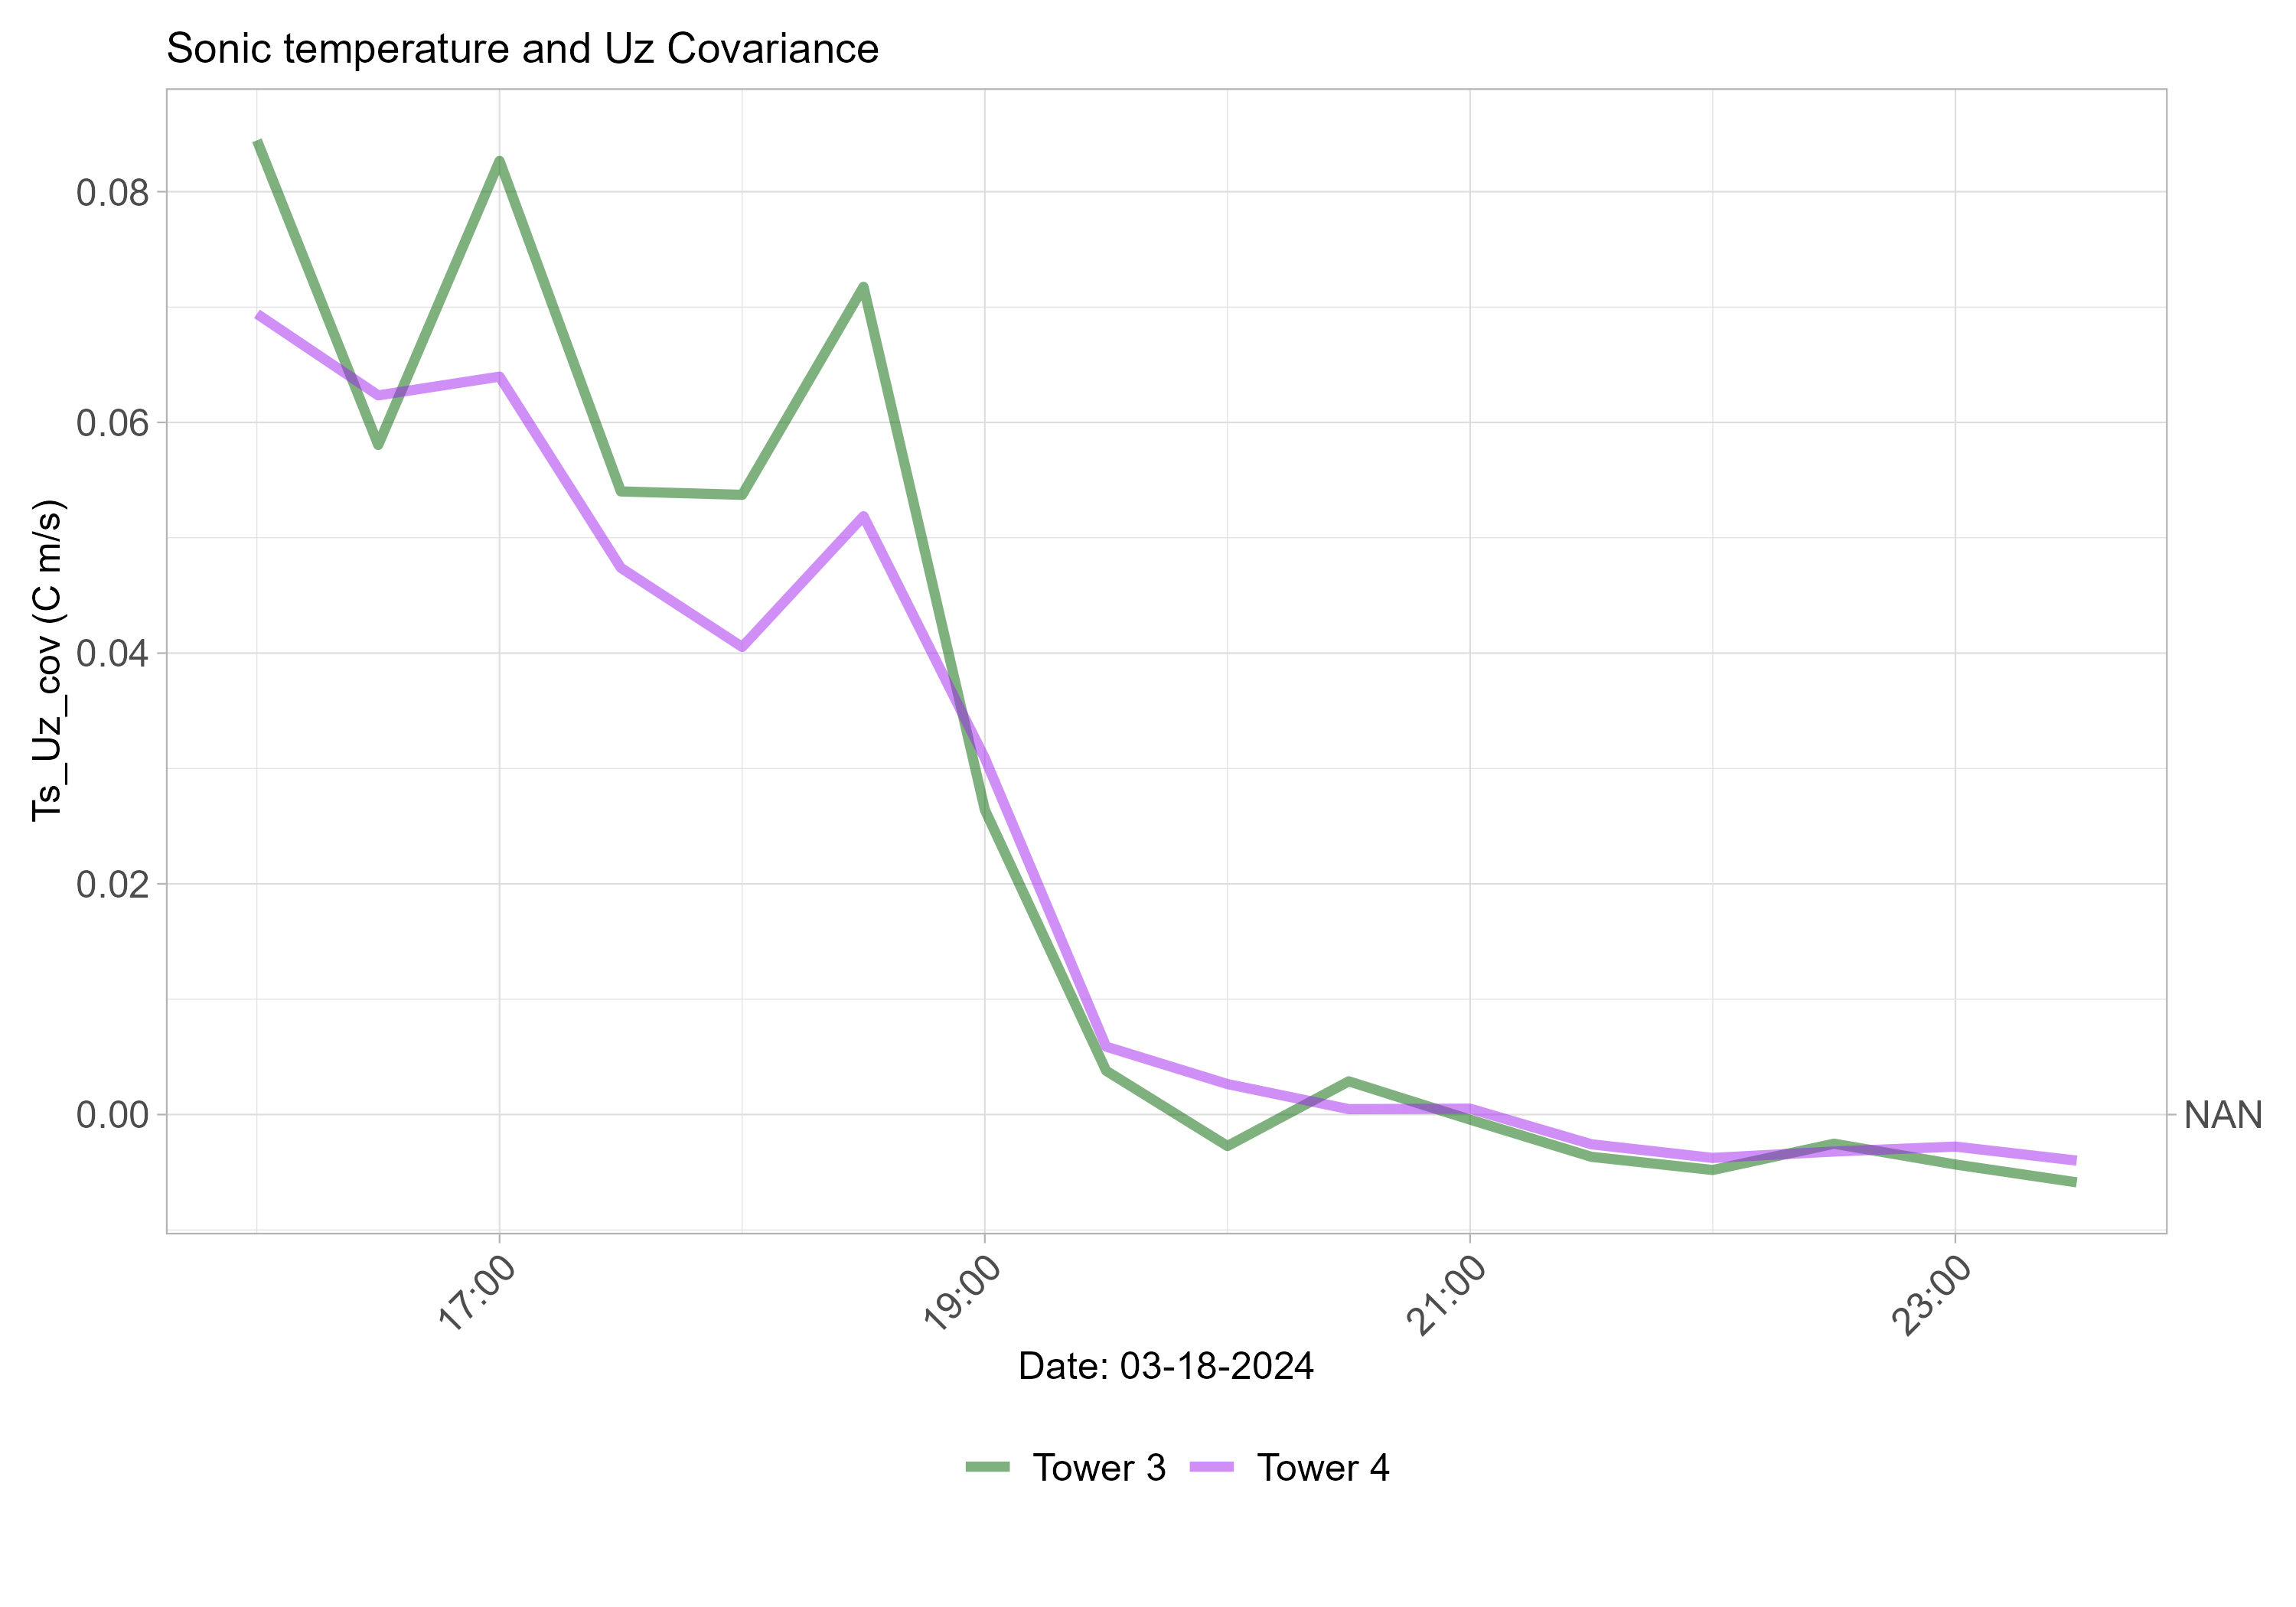 Sonic temperature and Uz Covariance
Ts_Uz_cov (C m/s)
0.08
0.06
0.04
0.02
0.00
NAN
17:00
19:00
21:00
23:00
Date: 03-18-2024
Tower 3
Tower 4